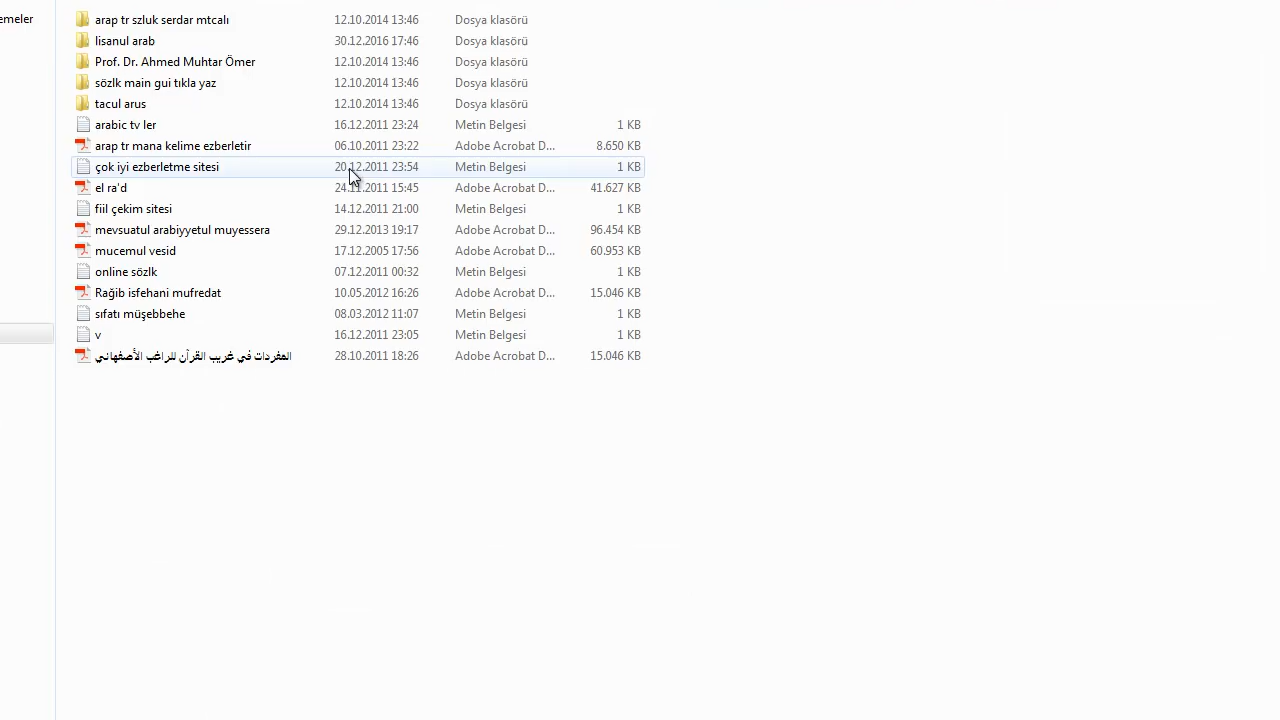 emeler
arap tr szluk serdar mtcalı 12.10.2014 13:46 Dosya klasörü
lisanul arab 30.12.2016 17:46 Dosya klasörü
Prof. Dr. Ahmed Muhtar Ömer 12.10.2014 13:46 Dosya klasörü
sözlk main gui tıkla yaz 12.10.2014 13:46 Dosya klasörü
tacul arus 12.10.2014 13:46 Dosya klasörü
arabic tv ler 16.12.2011 23:24 Metin Belgesi 1 KB
arap tr mana kelime ezberletir 06.10.2011 23:22 Adobe Acrobat D... 8.650 KB
çok iyi ezberletme sitesi 20.12.2011 23:54 Metin Belgesi 1 KB
el ra'd 24.11.2011 15:45 Adobe Acrobat D... 41.627 KB
fiil çekim sitesi 14.12.2011 21:00 Metin Belgesi 1 KB
mevsuatul arabiyyetul muyessera 29.12.2013 19:17 Adobe Acrobat D... 96.454 KB
mucemul vesid 17.12.2005 17:56 Adobe Acrobat D... 60.953 KB
online sözlk 07.12.2011 00:32 Metin Belgesi 1 KB
Rağib isfehani mufredat 10.05.2012 16:26 Adobe Acrobat D... 15.046 KB
sıfatı müşebbehe 08.03.2012 11:07 Metin Belgesi 1 KB
v 16.12.2011 23:05 Metin Belgesi 1 KB
المفردات في غريب القرآن للراغب الأصفهاني 28.10.2011 18:26 Adobe Acrobat D... 15.046 KB